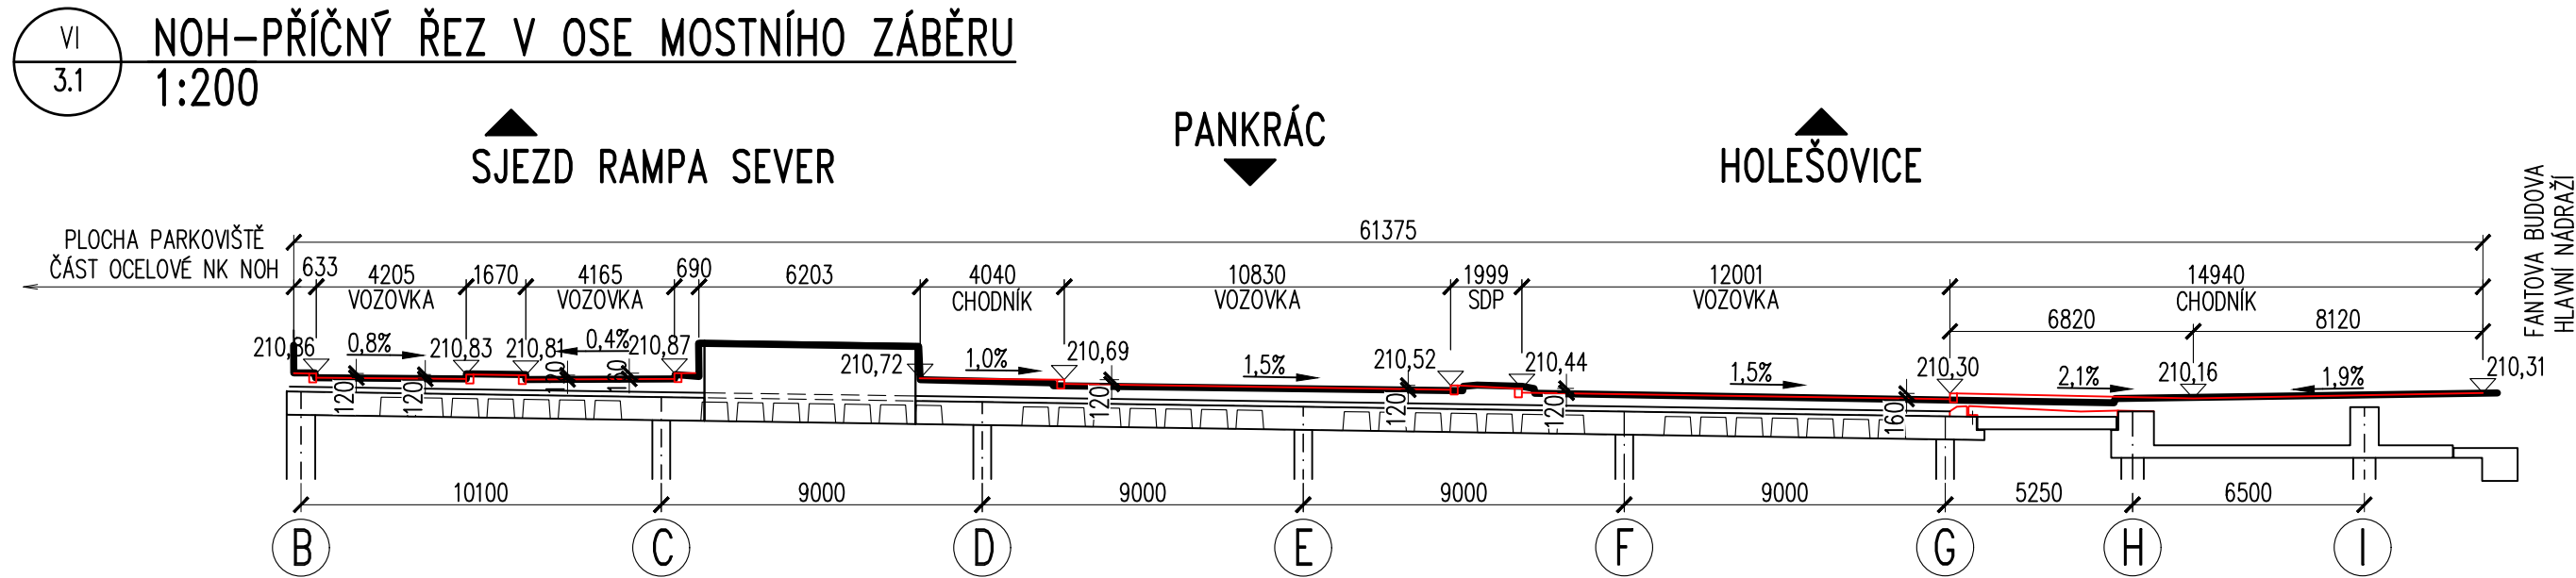 VI
3.1
NOH-PŘÍČNÝ ŘEZ V OSE MOSTNÍHO ZÁBĚRU
1:200
SJEZD RAMPA SEVER
PANKRÁC
HOLEŠOVICE
FANTOVA BUDOVA
HLAVNÍ NÁDRAŽÍ
PLOCHA PARKOVIŠTĚ
ČÁST OCELOVÉ NK NOH
61375
633 4205 1670 4165 690 6203 4040 10830 1999 12001 14940
VOZOVKA VOZOVKA CHODNÍK VOZOVKA SDP VOZOVKA CHODNÍK
6820 8120
210,86 0,8% 210,83 210,81 0,4% 210,87 210,72 1,0% 210,69 1,5% 210,52 210,44 1,5% 210,30 2,1% 210,16 1,9% 210,31
120 120 120 160 120 120 120 160
10100 9000 9000 9000 9000 5250 6500
B C D E F G H I